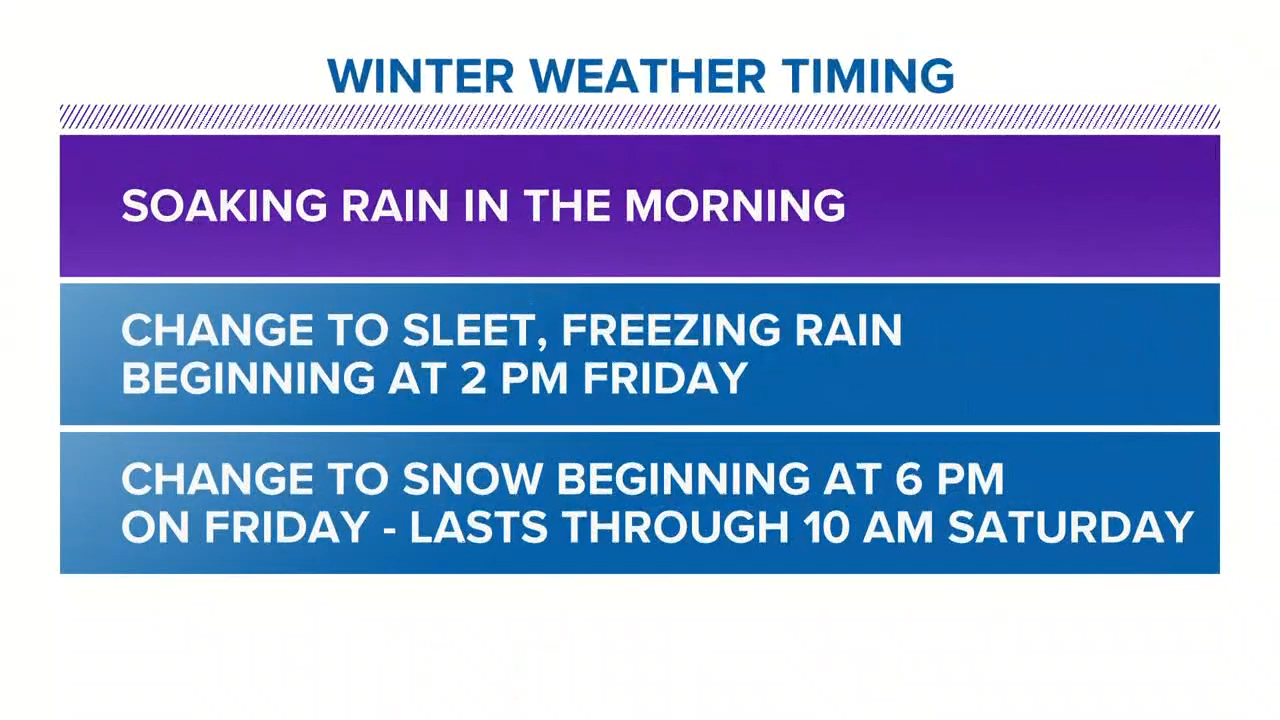 WINTER WEATHER TIMING
SOAKING RAIN IN THE MORNING
CHANGE TO SLEET, FREEZING RAIN
BEGINNING AT 2 PM FRIDAY
CHANGE TO SNOW BEGINNING AT 6 PM
ON FRIDAY - LASTS THROUGH 10 AM SATURDAY